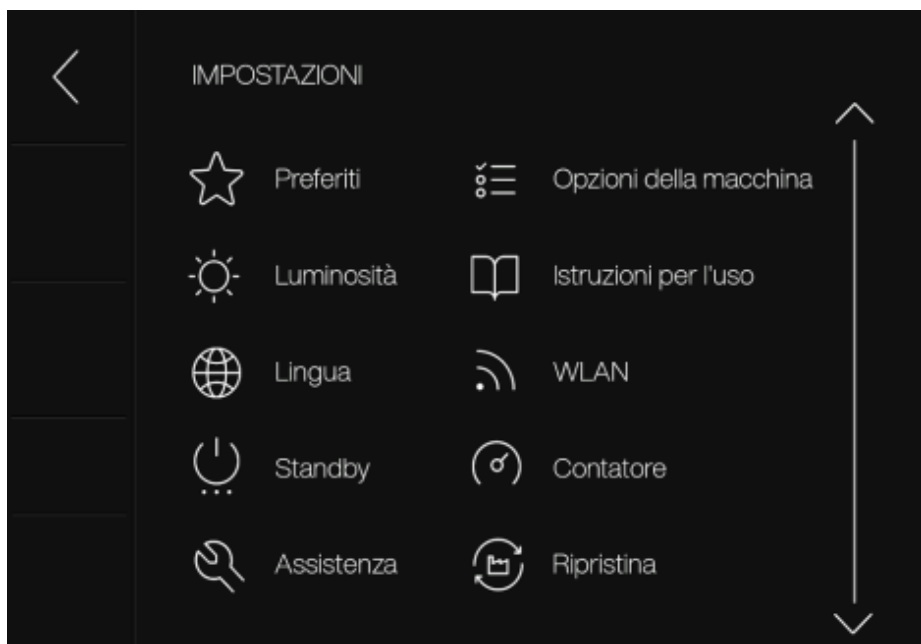 IMPOSTAZIONI
Preferiti
Opzioni della macchina
Luminosità
Istruzioni per l'uso
Lingua
WLAN
Standby
Contatore
Assistenza
Ripristina